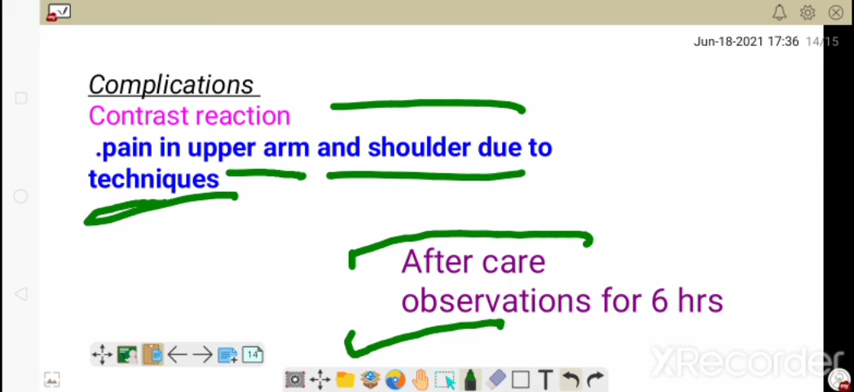 Jun-18-2021 17:36 14/15
Complications
Contrast reaction
.pain in upper arm and shoulder due to
techniques
After care
observations for 6 hrs
14
T
XRecorder